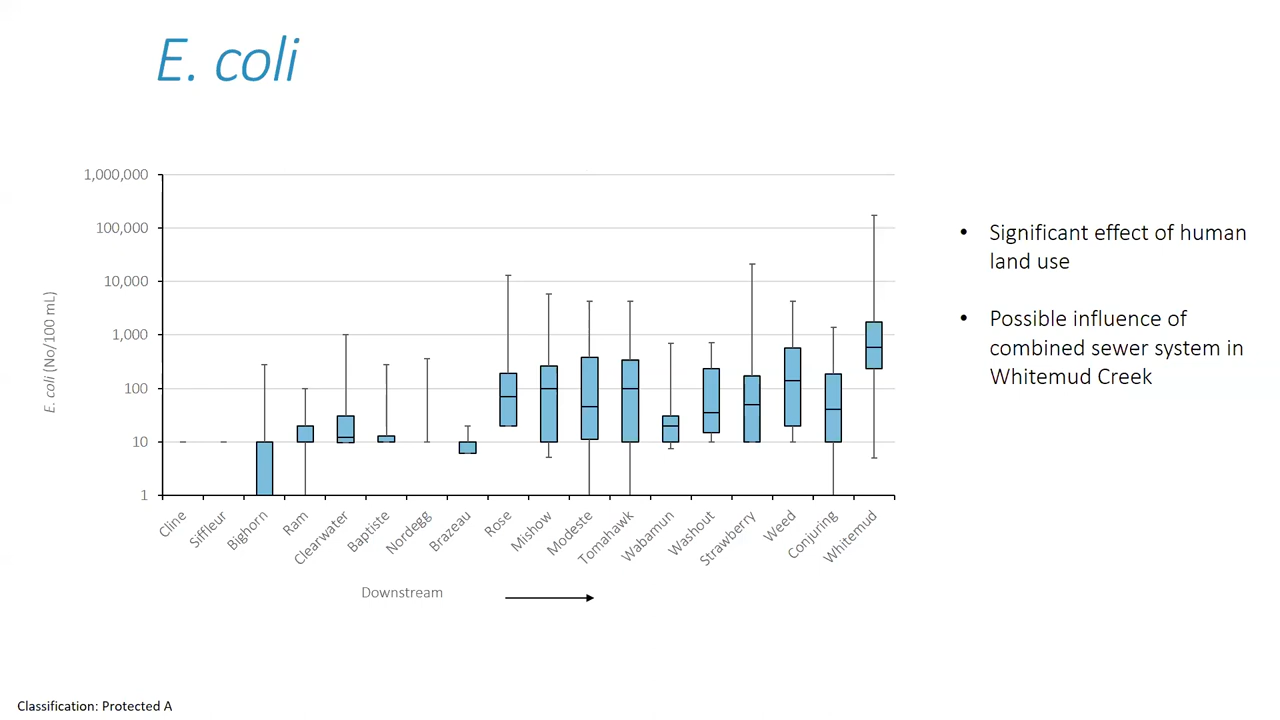 E. coli
1,000,000
100,000
10,000
1,000
100
10
1
E. coli (No/100 mL)
Cline
Siffleur
Bighorn
Ram
Clearwater
Baptiste
Nordegg
Brazeau
Rose
Mishow
Modeste
Tomahawk
Wabamun
Washout
Strawberry
Weed
Conjuring
Whitemud
Downstream
• Significant effect of human
land use
• Possible influence of
combined sewer system in
Whitemud Creek
Classification: Protected A